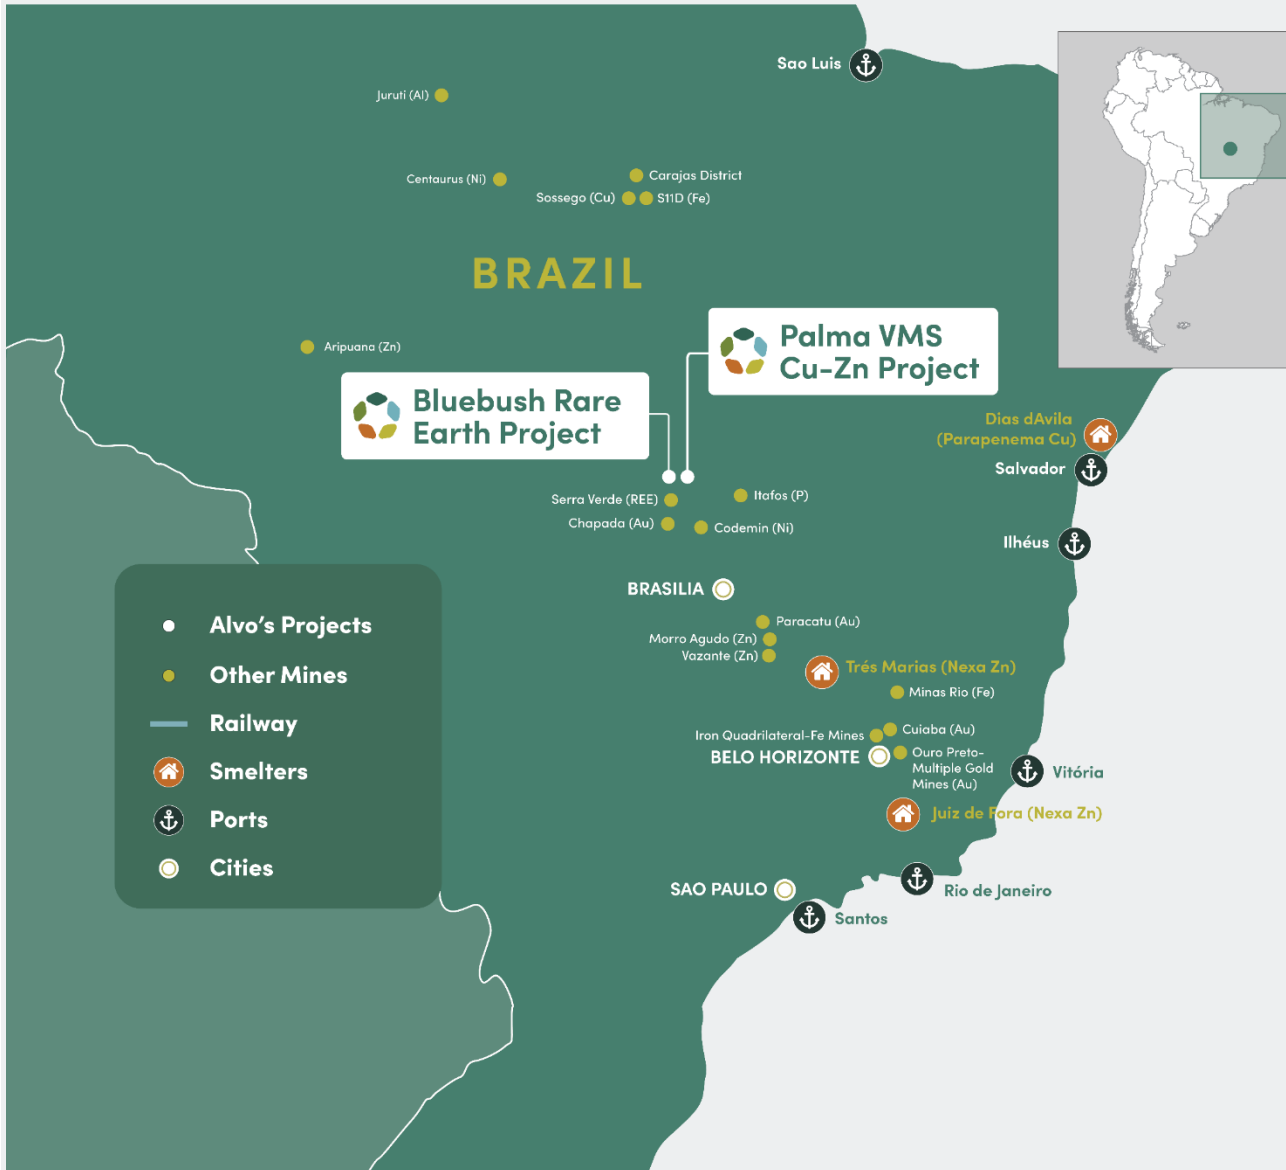 Sao Luis
Juruti (Al)
Centaurus (Ni)
Carajas District
Sossego (Cu)
S11D (Fe)
BRAZIL
Aripuana (Zn)
Palma VMS
Cu-Zn Project
Bluebush Rare
Earth Project
Dias dAvila
(Parapenema Cu)
Salvador
Serra Verde (REE)
Itafos (P)
Chapada (Au)
Codemin (Ni)
Ilhéus
BRASILIA
Paracatu (Au)
Morro Agudo (Zn)
Vazante (Zn)
Trés Marias (Nexa Zn)
Minas Rio (Fe)
Cuiaba (Au)
Iron Quadrilateral-Fe Mines
BELO HORIZONTE
Ouro Preto-
Multiple Gold
Mines (Au)
Vitória
Juiz de Fora (Nexa Zn)
SAO PAULO
Rio de Janeiro
Santos
Alvo’s Projects
Other Mines
Railway
Smelters
Ports
Cities